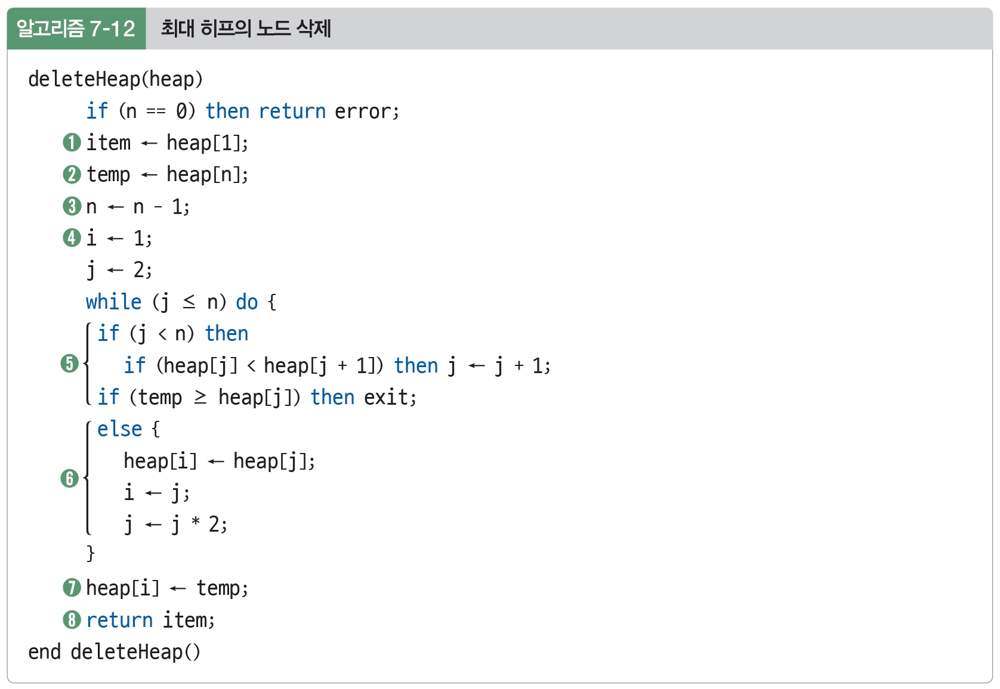 알고리즘 7-12 최대 히프의 노드 삭제
deleteHeap(heap)
if (n == 0) then return error;
❶ item ← heap[1];
❷ temp ← heap[n];
❸ n ← n - 1;
❹ i ← 1;
j ← 2;
while (j ≤ n) do {
if (j < n) then
❺ if (heap[j] < heap[j + 1]) then j ← j + 1;
if (temp ≥ heap[j]) then exit;
else {
heap[i] ← heap[j];
❻ i ← j;
j ← j * 2;
}
❼ heap[i] ← temp;
❽ return item;
end deleteHeap()